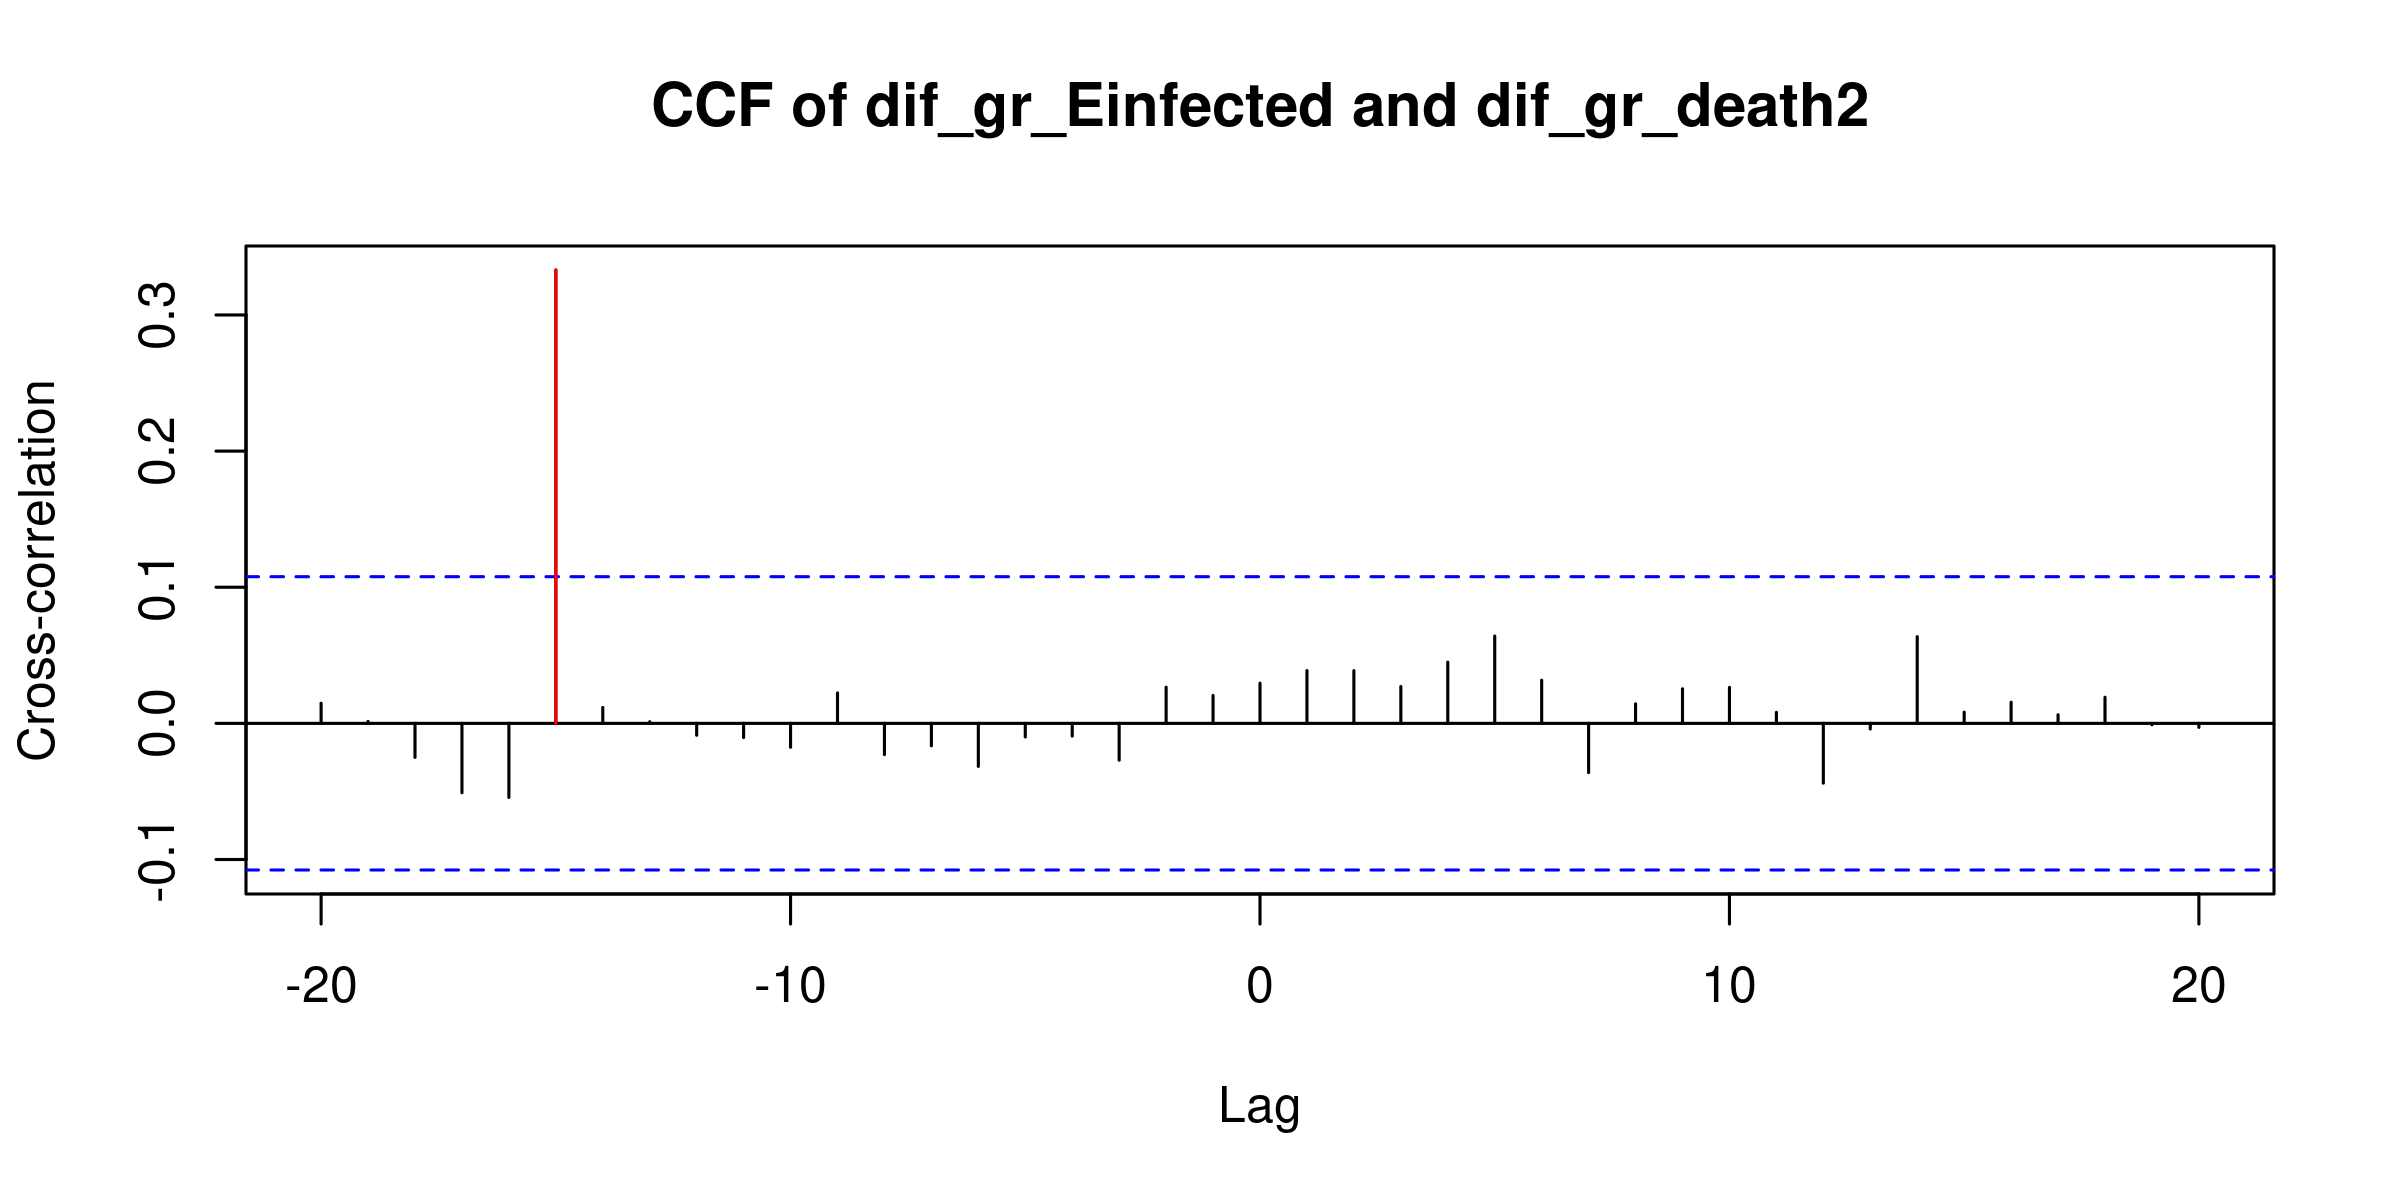 CCF of dif_gr_Einfected and dif_gr_death2
Cross-correlation
0.3
0.2
0.1
0.0
-0.1
-20 -10 0 10 20
Lag